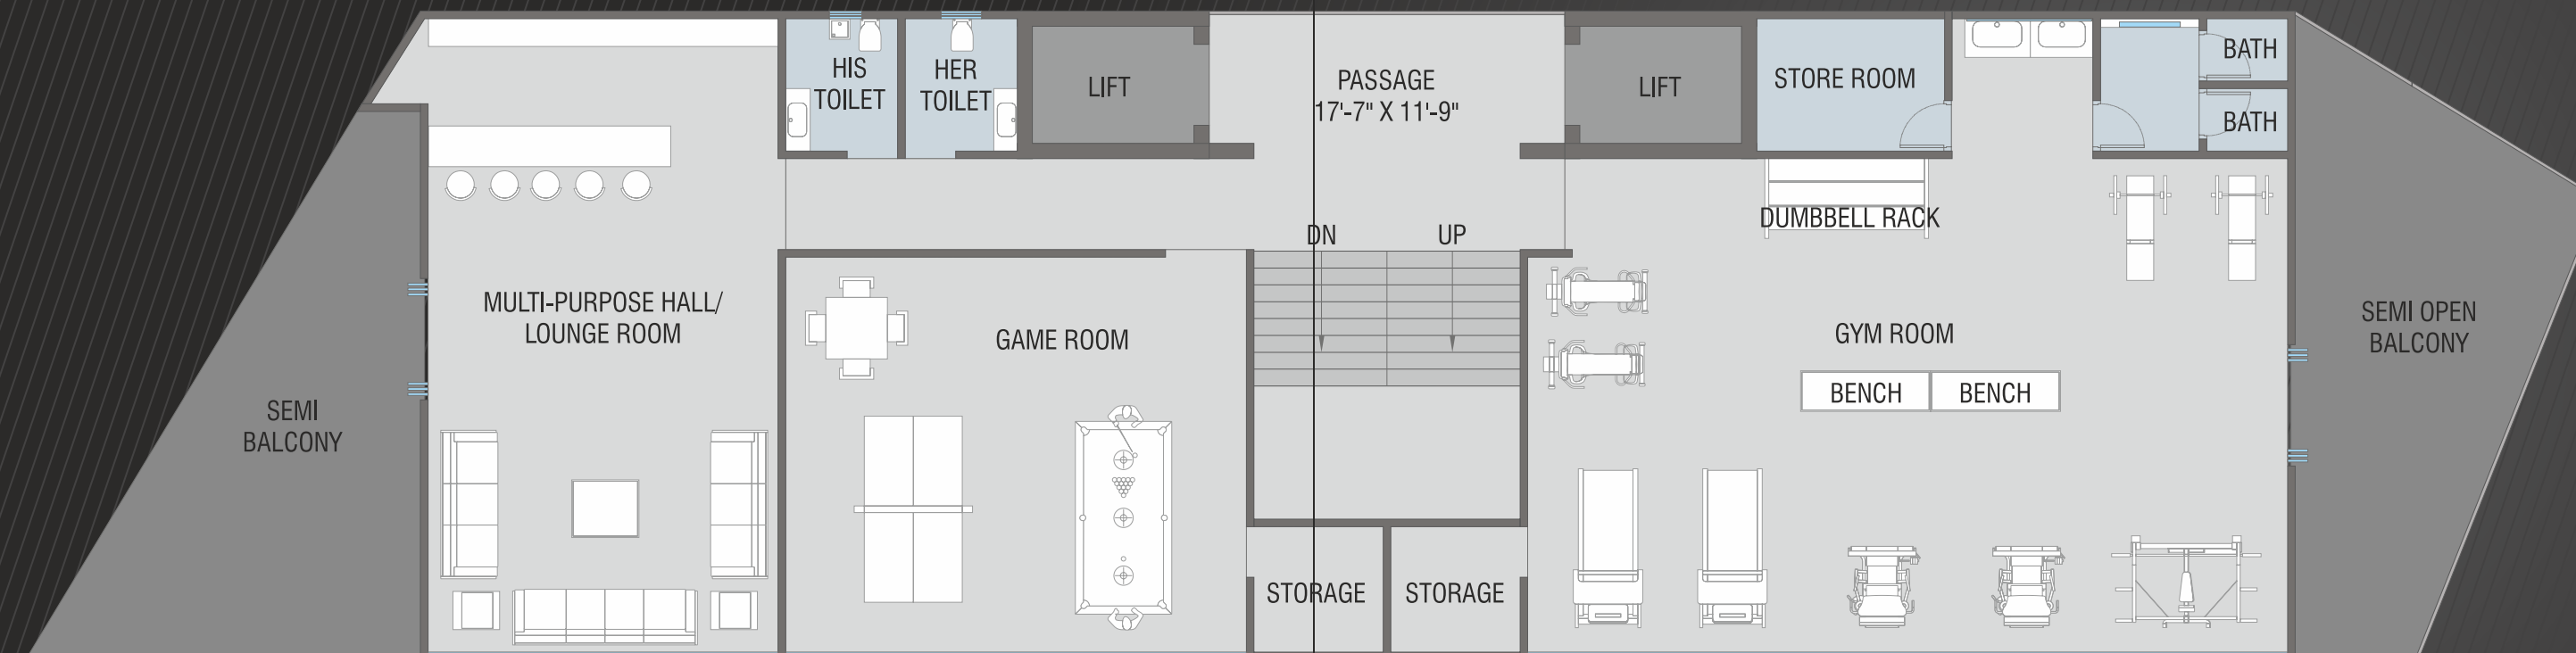 HIS
TOILET
HER
TOILET
LIFT
PASSAGE
17'-7" X 11'-9"
LIFT
STORE ROOM
BATH
BATH
DUMBBELL RACK
DN
UP
MULTI-PURPOSE HALL/
LOUNGE ROOM
GAME ROOM
GYM ROOM
SEMI OPEN
BALCONY
BENCH
BENCH
SEMI
BALCONY
STORAGE
STORAGE